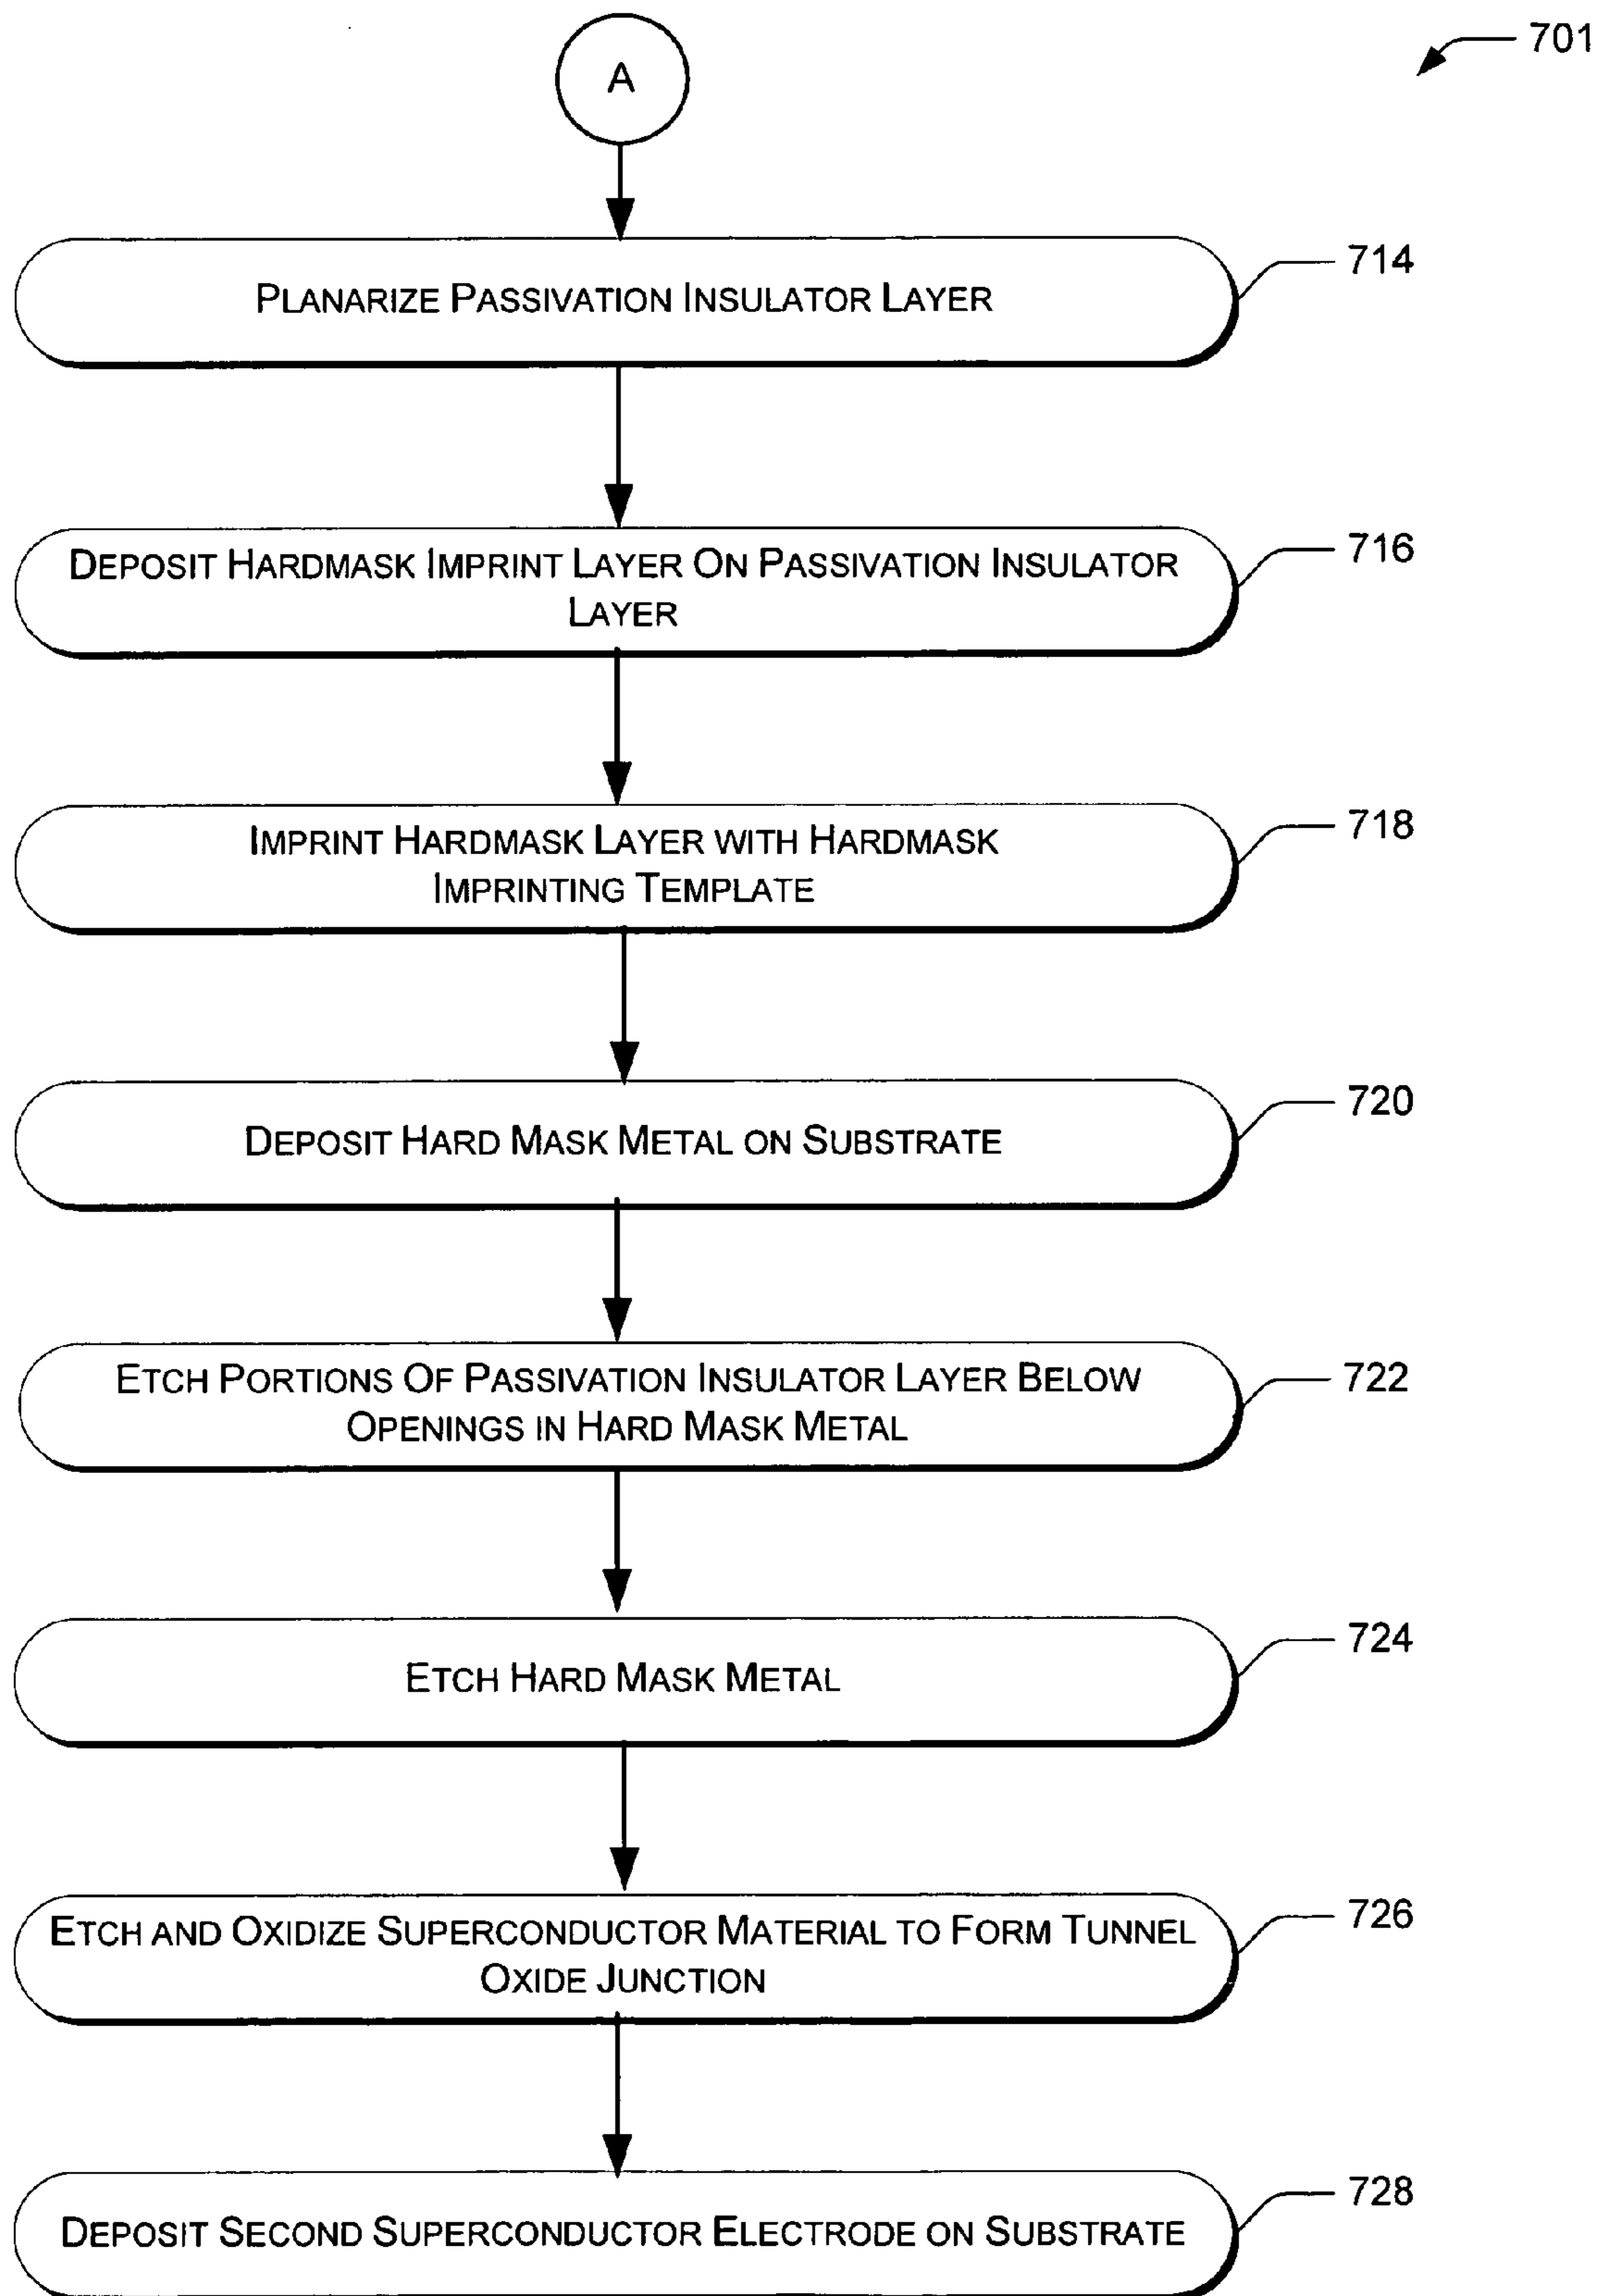 701
A
714
PLANARIZE PASSIVATION INSULATOR LAYER
716
DEPOSIT HARDMASK IMPRINT LAYER ON PASSIVATION INSULATOR
LAYER
718
IMPRINT HARDMASK LAYER WITH HARDMASK
IMPRINTING TEMPLATE
720
DEPOSIT HARD MASK METAL ON SUBSTRATE
722
ETCH PORTIONS OF PASSIVATION INSULATOR LAYER BELOW
OPENINGS IN HARD MASK METAL
724
ETCH HARD MASK METAL
726
ETCH AND OXIDIZE SUPERCONDUCTOR MATERIAL TO FORM TUNNEL
OXIDE JUNCTION
728
DEPOSIT SECOND SUPERCONDUCTOR ELECTRODE ON SUBSTRATE